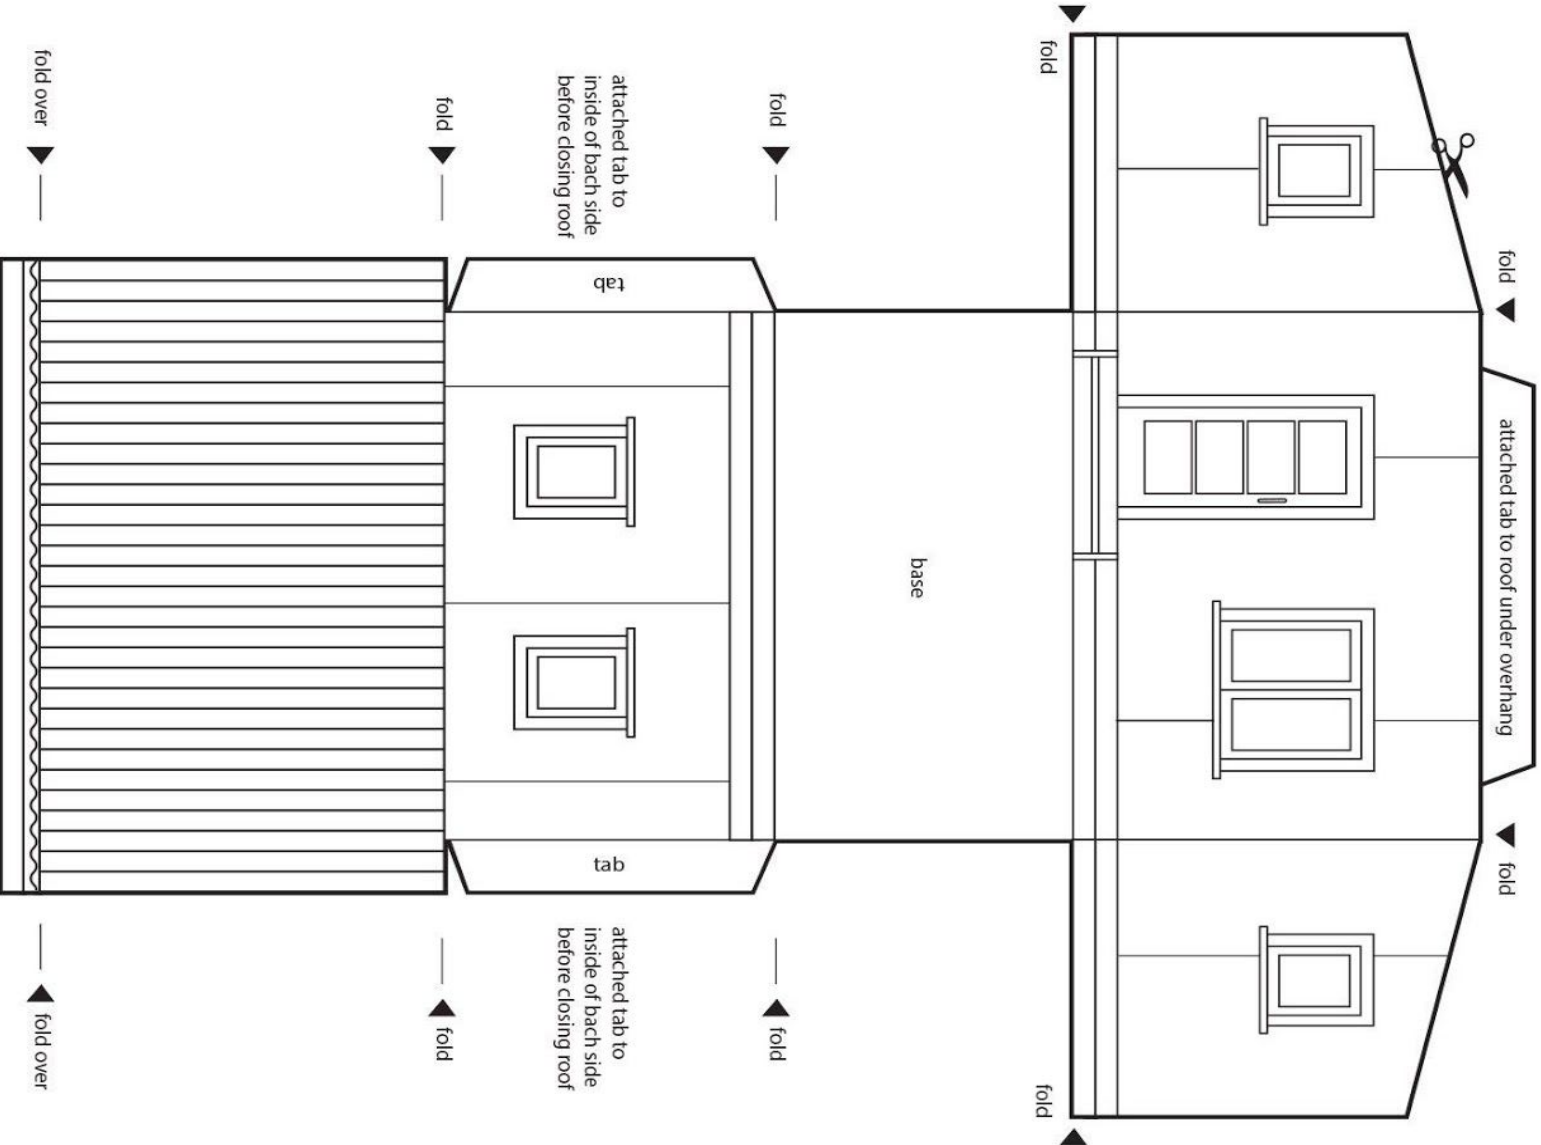 fold over
fold
attached tab to
inside of bach side
before closing roof
fold
fold
fold
tab
base
attached tab to roof under overhang
tab
fold over
fold
attached tab to
inside of bach side
before closing roof
fold
fold
fold